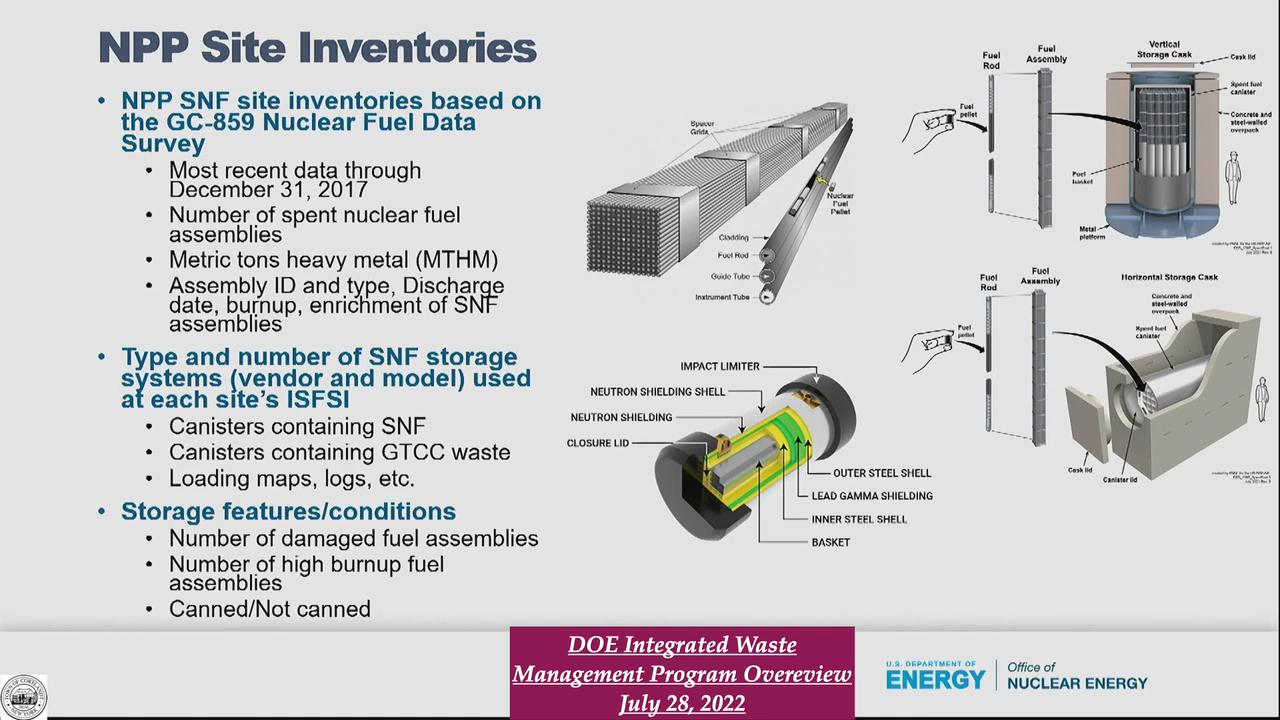 NPP Site Inventories
• NPP SNF site inventories based on
the GC-859 Nuclear Fuel Data
Survey
• Most recent data through
December 31, 2017
• Number of spent nuclear fuel
assemblies
• Metric tons heavy metal (MTHM)
• Assembly ID and type, Discharge
date, burnup, enrichment of SNF
assemblies
• Type and number of SNF storage
systems (vendor and model) used
at each site's ISFSI
• Canisters containing SNF
• Canisters containing GTCC waste
• Loading maps, logs, etc.
• Storage features/conditions
• Number of damaged fuel assemblies
• Number of high burnup fuel
assemblies
• Canned/Not canned
Spacer
Grids
Nuclear
Fuel
Pellet
Cladding
Fuel Rod
Guide Tube
Instrument Tube
IMPACT LIMITER
NEUTRON SHIELDING SHELL
NEUTRON SHIELDING
CLOSURE LID
OUTER STEEL SHELL
LEAD GAMMA SHIELDING
INNER STEEL SHELL
BASKET
Fuel
Rod
Fuel
Assembly
Vertical
Storage Cask
Cask lid
Spent fuel
canister
Concrete and
steel-walled
overpack
Fuel
pellet
Fuel
basket
Metal
platform
Fuel
Rod
Fuel
Assembly
Horizontal Storage Cask
Concrete and
steel-walled
overpack
Spent fuel
canister
Fuel
pellet
Cask lid
Canister lid
DOE Integrated Waste
Management Program Overeview
July 28, 2022
U.S. DEPARTMENT OF
ENERGY
Office of
NUCLEAR ENERGY